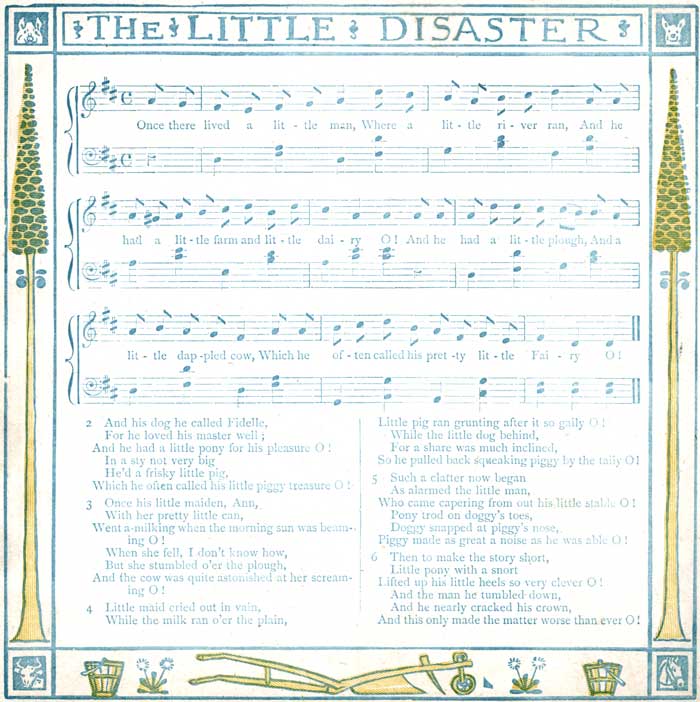 THE LITTLE DISASTER
Once there lived a lit - tle man, Where a lit - tle ri - ver ran, And he
had a lit - tle farm and lit - tle dai - ry O! And he had a lit - tle plough, And a
lit - tle dap - pled cow, Which he of - ten called his pret - ty lit - tle Fai - ry O!
2 And his dog he called Fidelle,
For he loved his master well;
And he had a little pony for his pleasure O!
In a sty not very big
He'd a frisky little pig,
Which he often called his little piggy treasure O!
3 Once his little maiden, Ann,
With her pretty little can,
Went a-milking when the morning sun was beam-
ing O!
When she fell, I don't know how,
But she stumbled o'er the plough,
And the cow was quite astonished at her scream-
ing O!
4 Little maid cried out in vain,
While the milk ran o'er the plain,
Little pig ran grunting after it so gaily O!
While the little dog behind,
For a share was much inclined,
So he pulled back squeaking piggy by the taily O!
5 Such a clatter now began
As alarmed the little man,
Who came capering from out his little stable O!
Pony trod on doggy's toes,
Doggy snapped at piggy's nose,
Piggy made as great a noise as he was able O!
6 Then to make the story short,
Little pony with a snort
Lifted up his little heels so very clever O!
And the man he tumbled down,
And he nearly cracked his crown,
And this only made the matter worse than ever O!